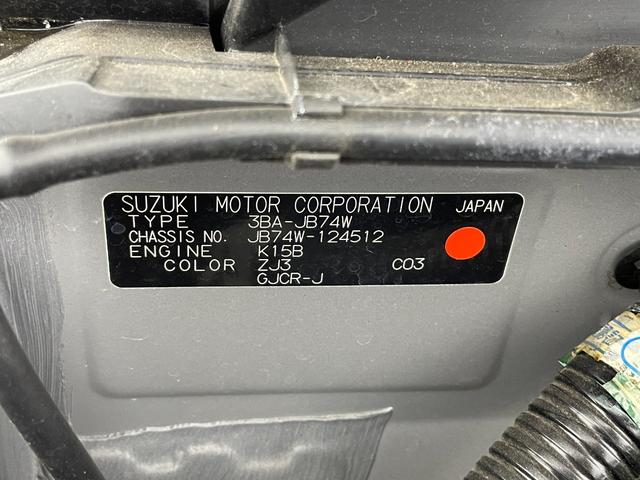 SUZUKI MOTOR CORPORATION JAPAN
TYPE 3BA-JB74W
CHASSIS NO. JB74W-124512
ENGINE K15B
COLOR ZJ3 C03
GJCR-J